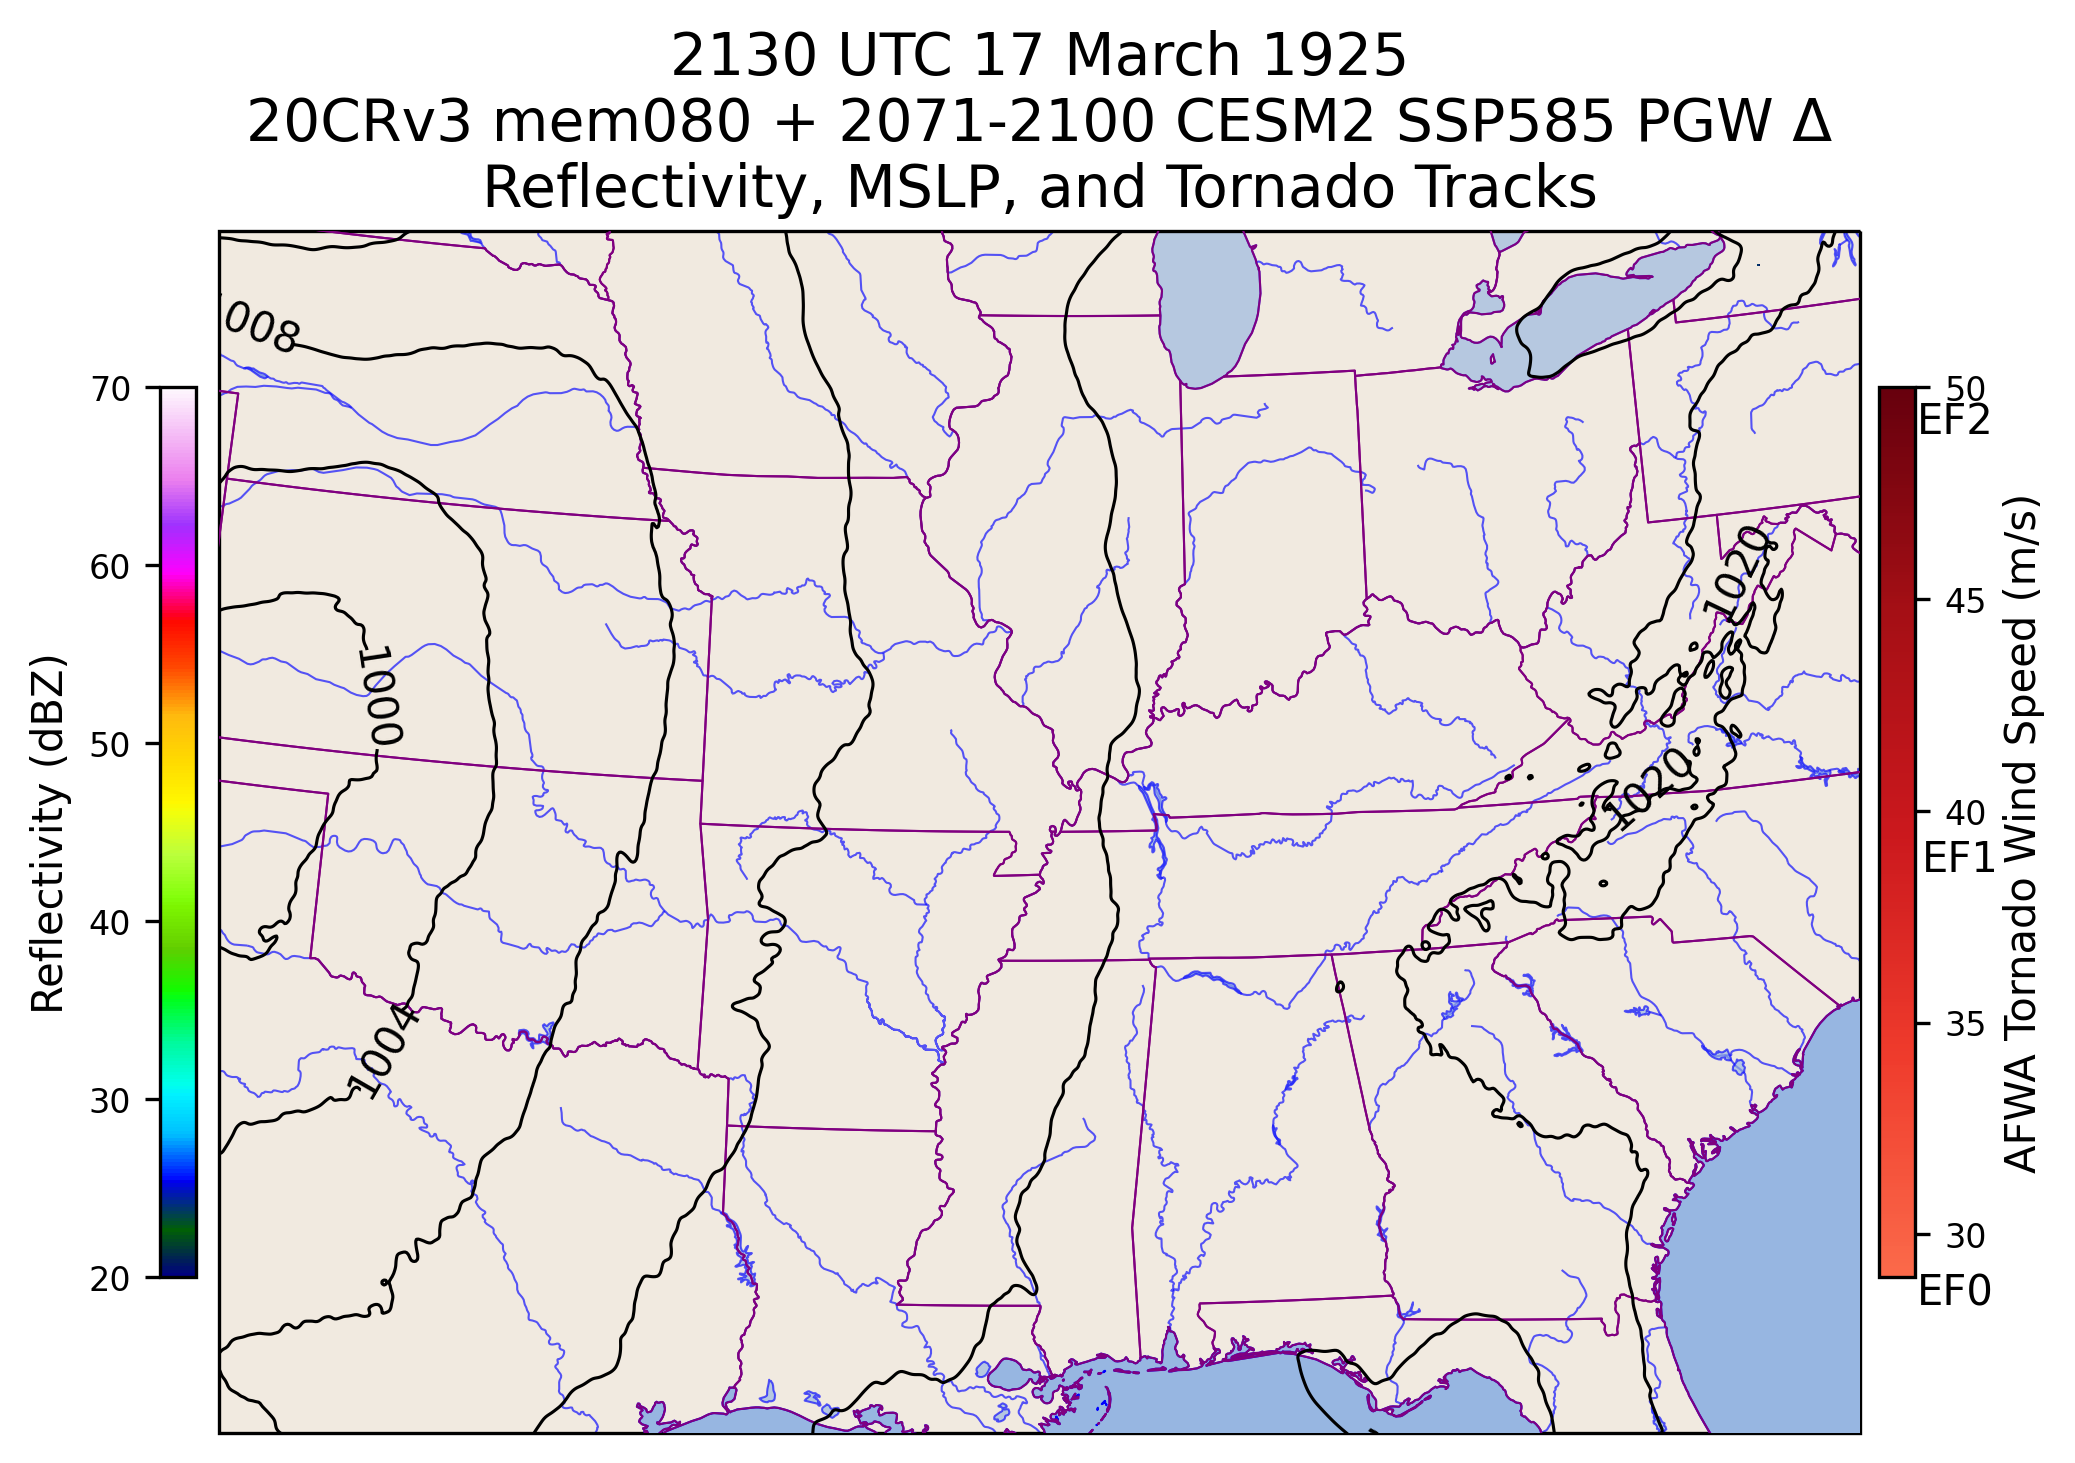 2130 UTC 17 March 1925
20CRv3 mem080 + 2071-2100 CESM2 SSP585 PGW Δ
Reflectivity, MSLP, and Tornado Tracks
Reflectivity (dBZ)
70
60
50
40
30
20
008
1000
1004
1020
1020
50
EF2
45
40
EF1
35
30
EF0
AFWA Tornado Wind Speed (m/s)